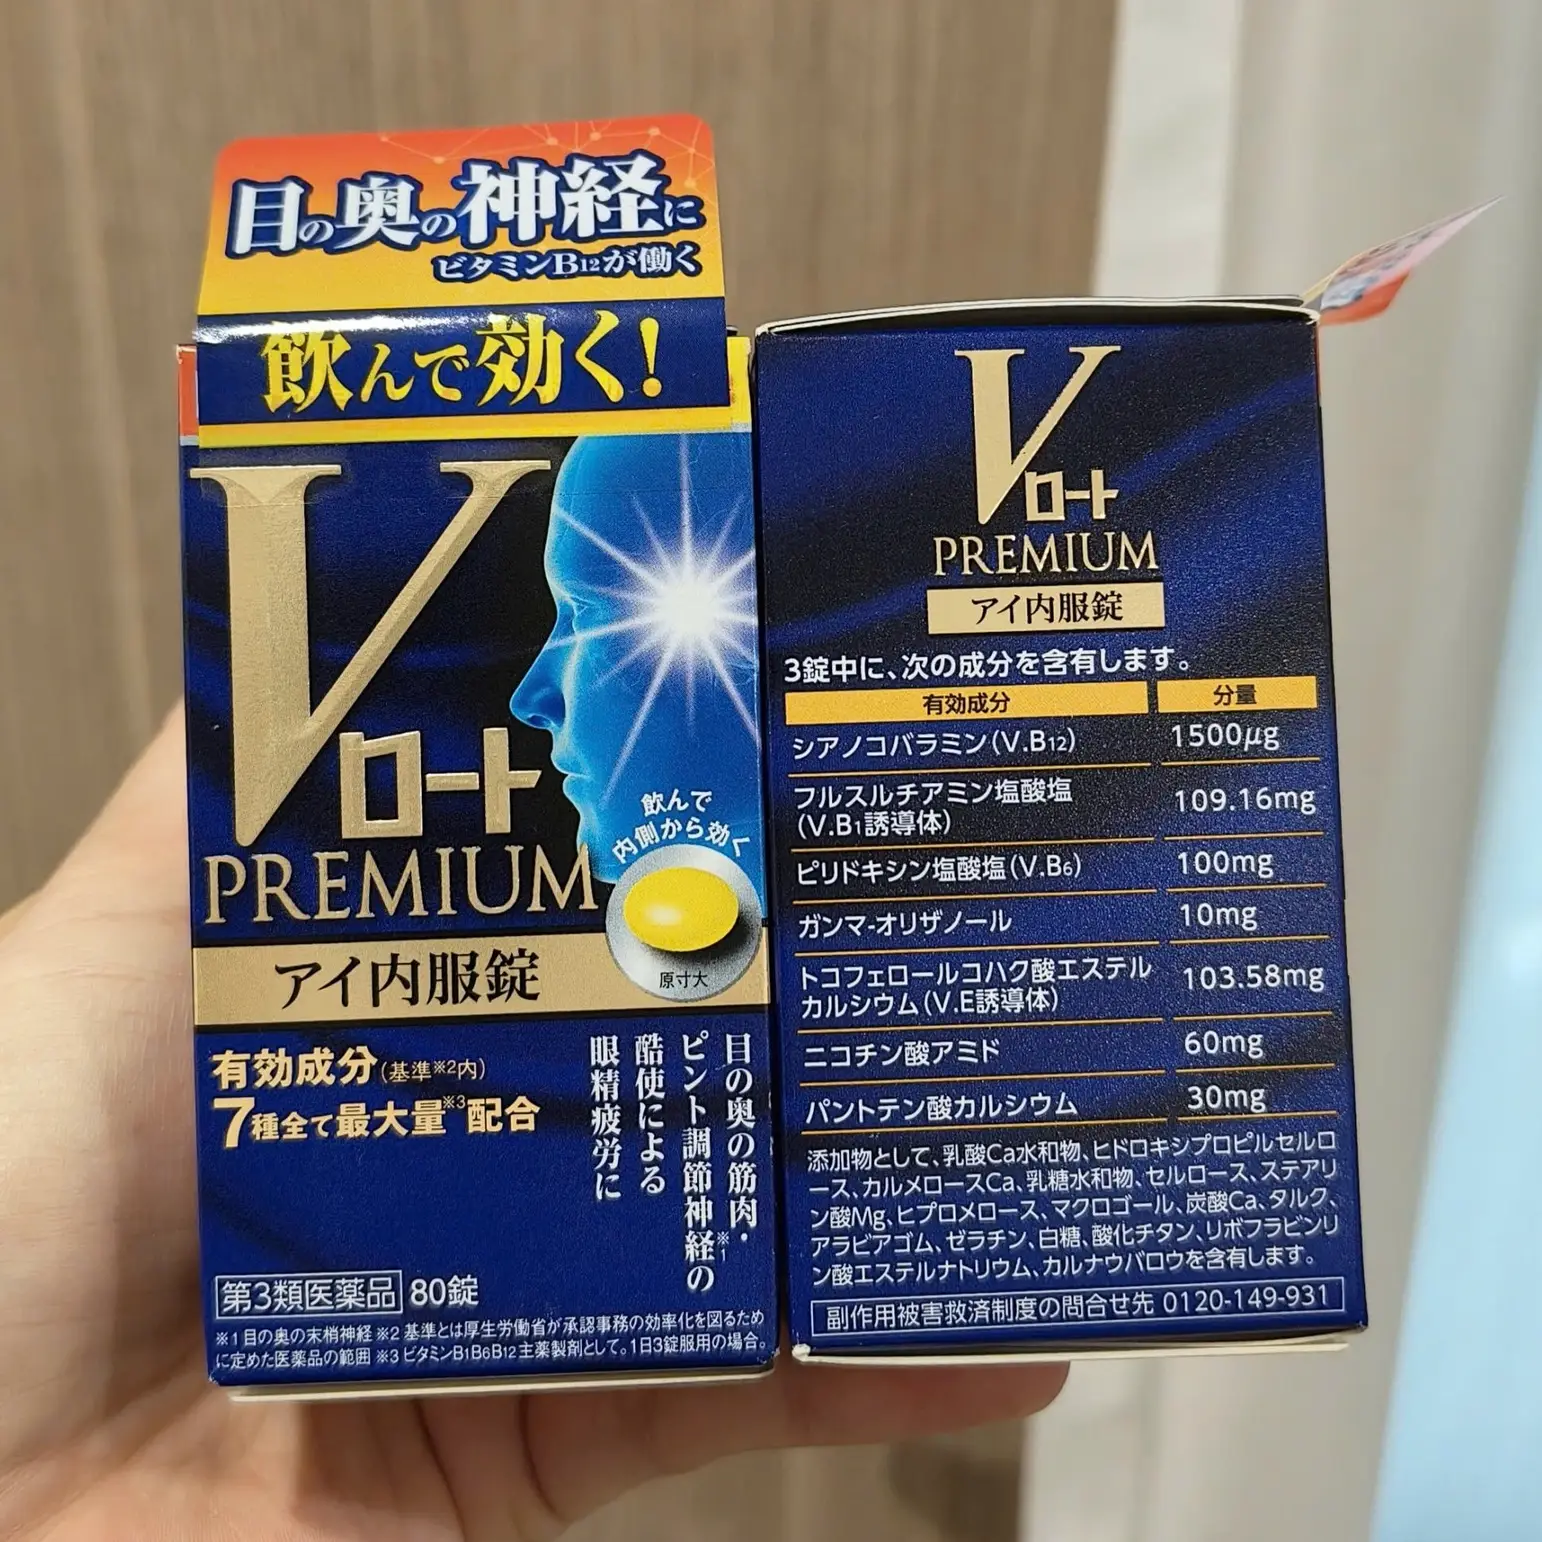 目の奥の神経に
ビタミンB12が働く
飲んで効く!
V
ロート
PREMIUM
アイ内服錠
飲んで
内側から効く
原寸大
有効成分(基準※2内)
7種全て最大量※3配合
目の奥の筋肉・
ピント調節神経※1の
酷使による
眼精疲労に
第3類医薬品 80錠
※1 目の奥の末梢神経 ※2 基準とは厚生労働省が承認事務の効率化を図るため
に定めた医薬品の範囲 ※3 ビタミンB1B6B12主薬製剤として。1日3錠服用の場合。
V
ロート
PREMIUM
アイ内服錠
3錠中に、次の成分を含有します。
有効成分 分量
シアノコバラミン(V.B12) 1500μg
フルスルチアミン塩酸塩
(V.B1誘導体) 109.16mg
ピリドキシン塩酸塩(V.B6) 100mg
ガンマ-オリザノール 10mg
トコフェロールコハク酸エステル
カルシウム(V.E誘導体) 103.58mg
ニコチン酸アミド 60mg
パントテン酸カルシウム 30mg
添加物として、乳酸Ca水和物、ヒドロキシプロピルセルロ
ース、カルメロースCa、乳糖水和物、セルロース、ステアリ
ン酸Mg、ヒプロメロース、マクロゴール、炭酸Ca、タルク、
アラビアゴム、ゼラチン、白糖、酸化チタン、リボフラビンリ
ン酸エステルナトリウム、カルナウバロウを含有します。
副作用被害救済制度の問合せ先 0120-149-931